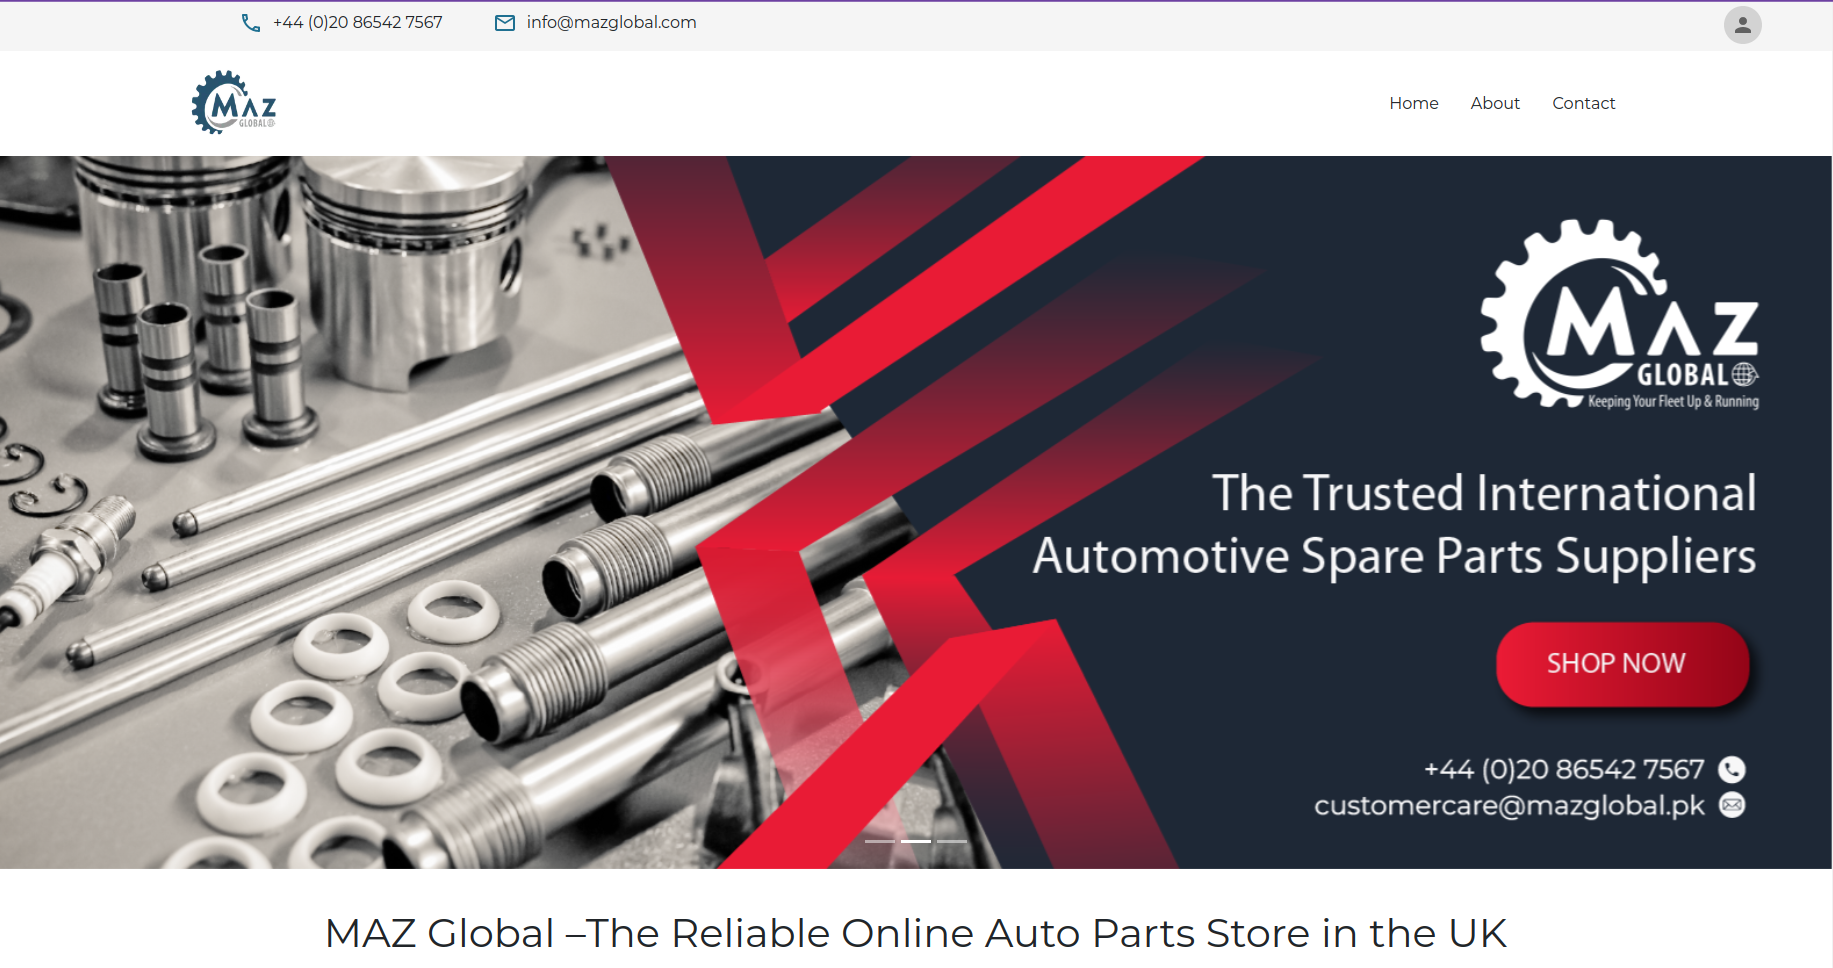 +44 (0)20 86542 7567
info@mazglobal.com
MAZ
GLOBAL
Home
About
Contact
MAZ
GLOBAL
Keeping Your Fleet Up & Running
The Trusted International
Automotive Spare Parts Suppliers
SHOP NOW
+44 (0)20 86542 7567
customercare@mazglobal.pk
MAZ Global –The Reliable Online Auto Parts Store in the UK